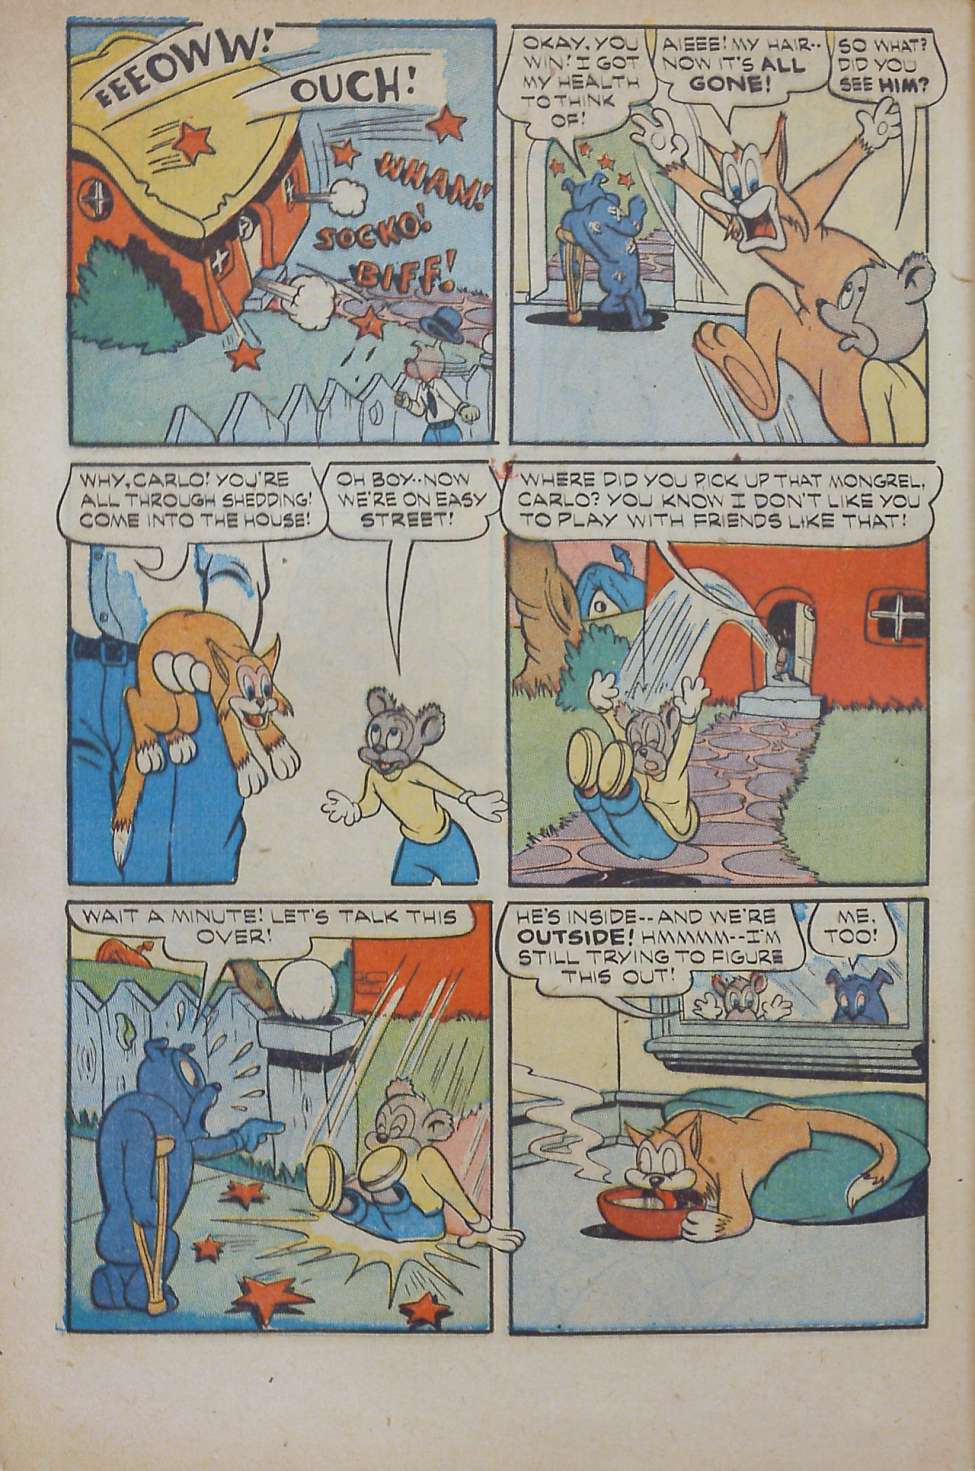 EEEOWW!
OUCH!
WHAM!
SOCKO!
BIFF!
OKAY, YOU
WIN! I GOT
MY HEALTH
TO THINK
OF!
AIEEE! MY HAIR--
NOW IT'S ALL
GONE!
SO WHAT?
DID YOU
SEE HIM?
WHY, CARLO! YOU'RE
ALL THROUGH SHEDDING!
COME INTO THE HOUSE!
OH BOY--NOW
WE'RE ON EASY
STREET!
WHERE DID YOU PICK UP THAT MONGREL,
CARLO? YOU KNOW I DON'T LIKE YOU
TO PLAY WITH FRIENDS LIKE THAT!
WAIT A MINUTE! LET'S TALK THIS
OVER!
HE'S INSIDE--AND WE'RE
OUTSIDE! HMMMM--I'M
STILL TRYING TO FIGURE
THIS OUT!
ME,
TOO!